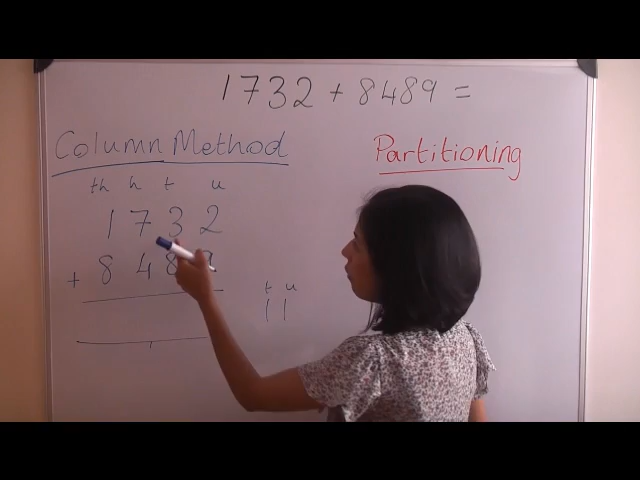 1732 + 8489 =
Column Method
Partitioning
th h t u
1 7 3 2
+ 8 4 8 9
t u
1 1